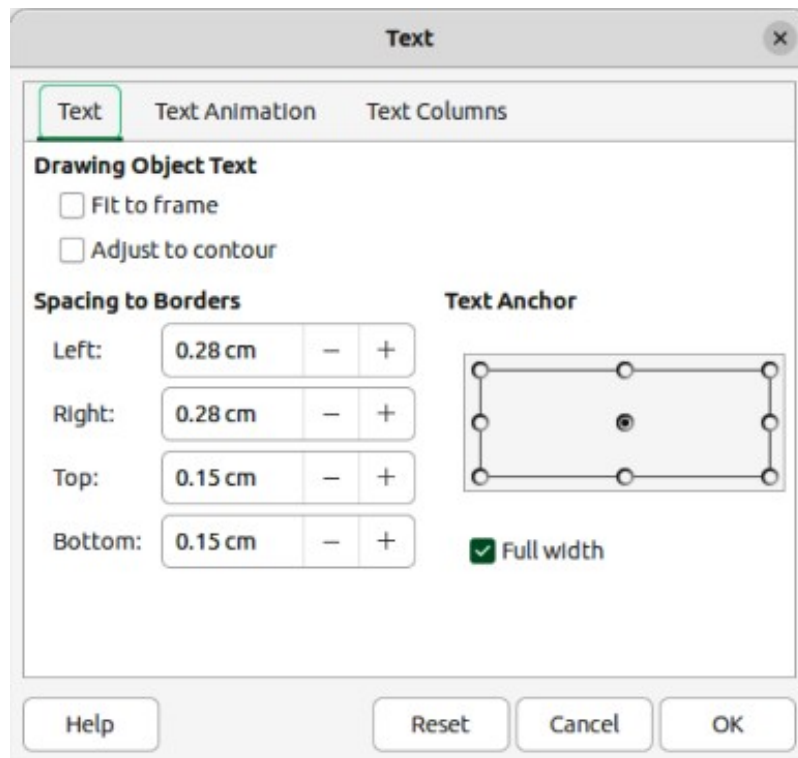 Text
Text Text Animation Text Columns
Drawing Object Text
Fit to frame
Adjust to contour
Spacing to Borders Text Anchor
Left: 0.28 cm − +
Right: 0.28 cm − +
Top: 0.15 cm − +
Bottom: 0.15 cm − +
Full width
Help Reset Cancel OK